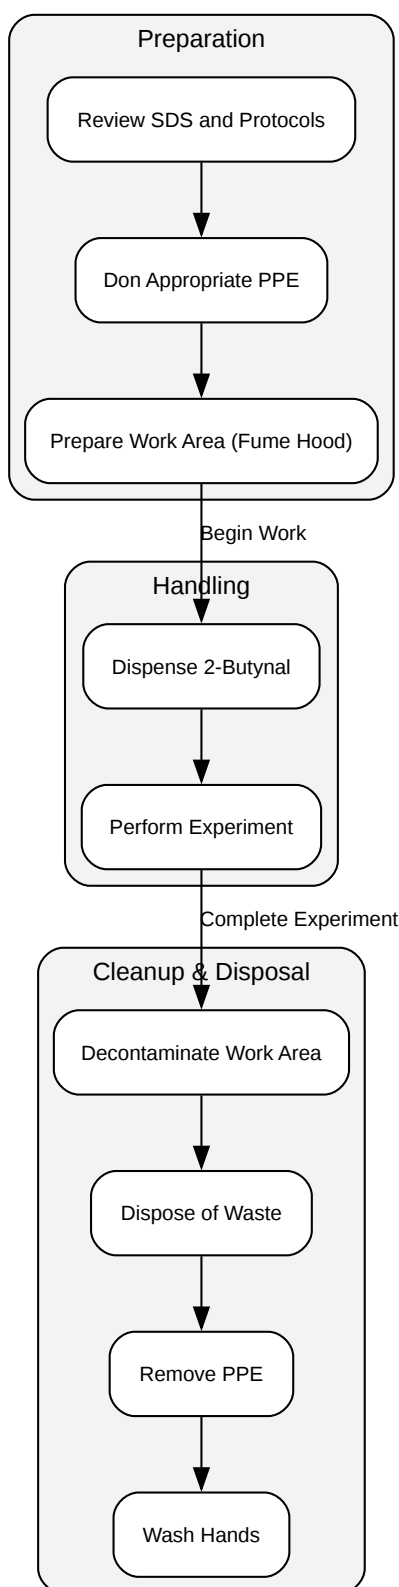 Preparation
Review SDS and Protocols
Don Appropriate PPE
Prepare Work Area (Fume Hood)
Begin Work
Handling
Dispense 2-Butynal
Perform Experiment
Complete Experiment
Cleanup & Disposal
Decontaminate Work Area
Dispose of Waste
Remove PPE
Wash Hands